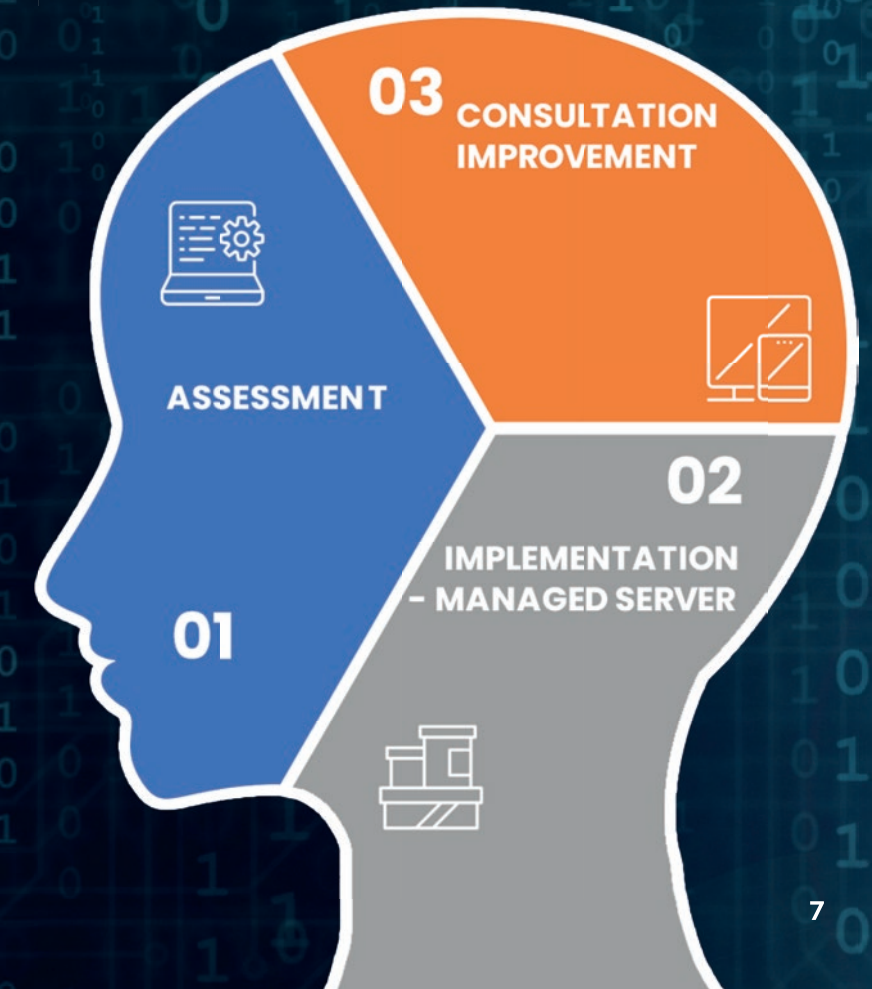 03
CONSULTATION
IMPROVEMENT
ASSESSMENT
01
02
IMPLEMENTATION
- MANAGED SERVER
7